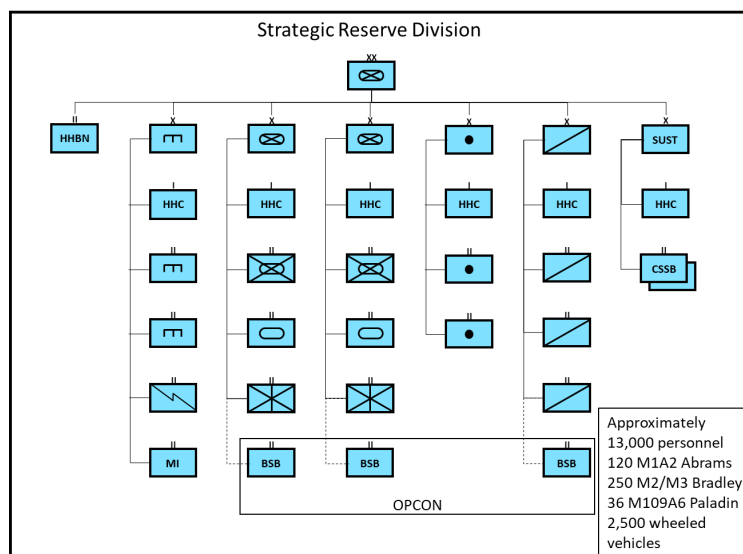 Strategic Reserve Division
XX
II
X
X
X
X
X
X
HHBN
SUST
I
I
I
I
I
I
HHC
HHC
HHC
HHC
HHC
HHC
II
II
II
II
II
II
CSSB
II
II
II
II
II
II
II
II
II
Approximately
13,000 personnel
120 M1A2 Abrams
250 M2/M3 Bradley
36 M109A6 Paladin
2,500 wheeled
vehicles
II
II
II
II
MI
BSB
BSB
BSB
OPCON